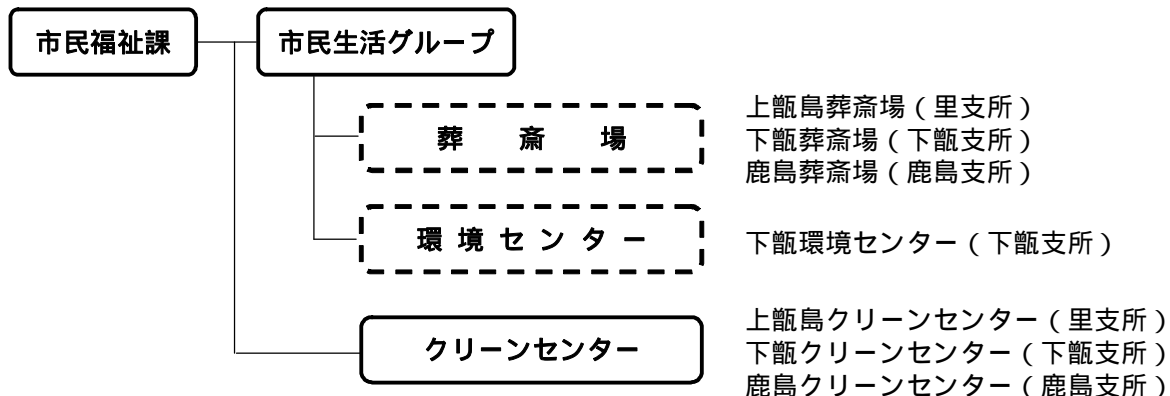 市民福祉課 市民生活グループ
葬 斎 場
上甑島葬斎場（里支所）
下甑葬斎場（下甑支所）
鹿島葬斎場（鹿島支所）
環境センター
下甑環境センター（下甑支所）
クリーンセンター
上甑島クリーンセンター（里支所）
下甑クリーンセンター（下甑支所）
鹿島クリーンセンター（鹿島支所）